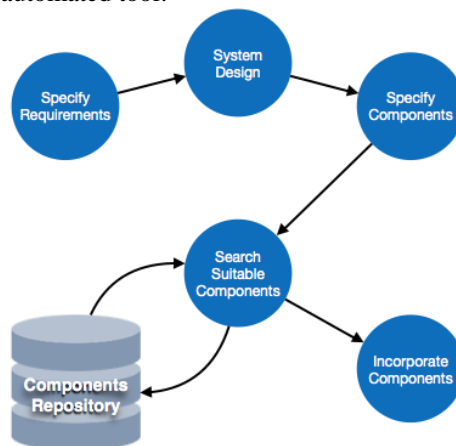 automated tool.
System
Design
Specify
Requirements
Specify
Components
Search
Suitable
Components
Components
Repository
Incorporate
Components